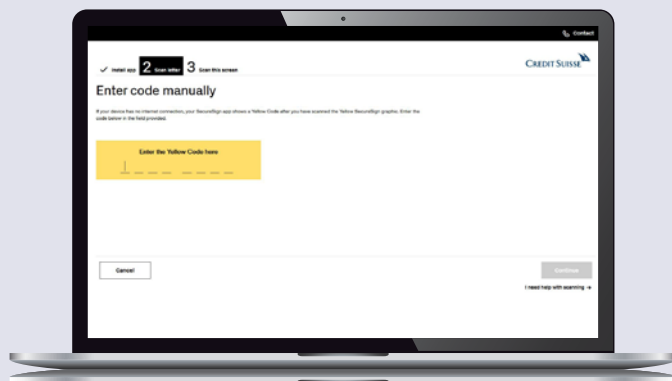 Contact
CREDIT SUISSE
Install app 2 Scan letter 3 Scan this screen
Enter code manually
If your device has no internet connection, your SecureSign app shows a Yellow Code after you have scanned the Yellow SecureSign graphic. Enter the
code below in the field provided.
Enter the Yellow Code here
Cancel
Continue
I need help with scanning →